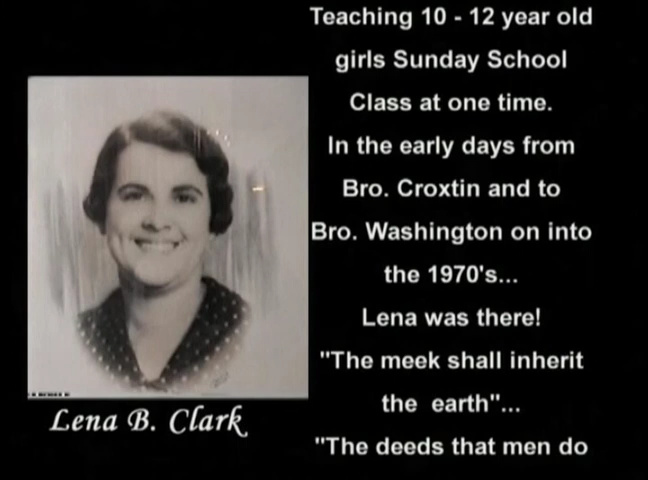 Teaching 10 - 12 year old
girls Sunday School
Class at one time.
In the early days from
Bro. Croxtin and to
Bro. Washington on into
the 1970's...
Lena was there!
"The meek shall inherit
the earth"...
"The deeds that men do
Lena B. Clark